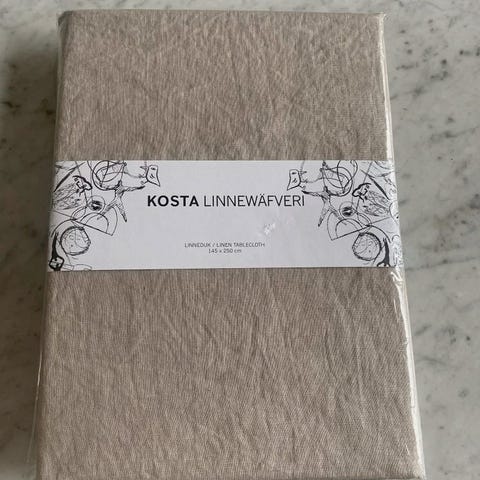 KOSTA LINNEWÄFVERI
LINNEDUK / LINEN TABLECLOTH
145 x 250 cm